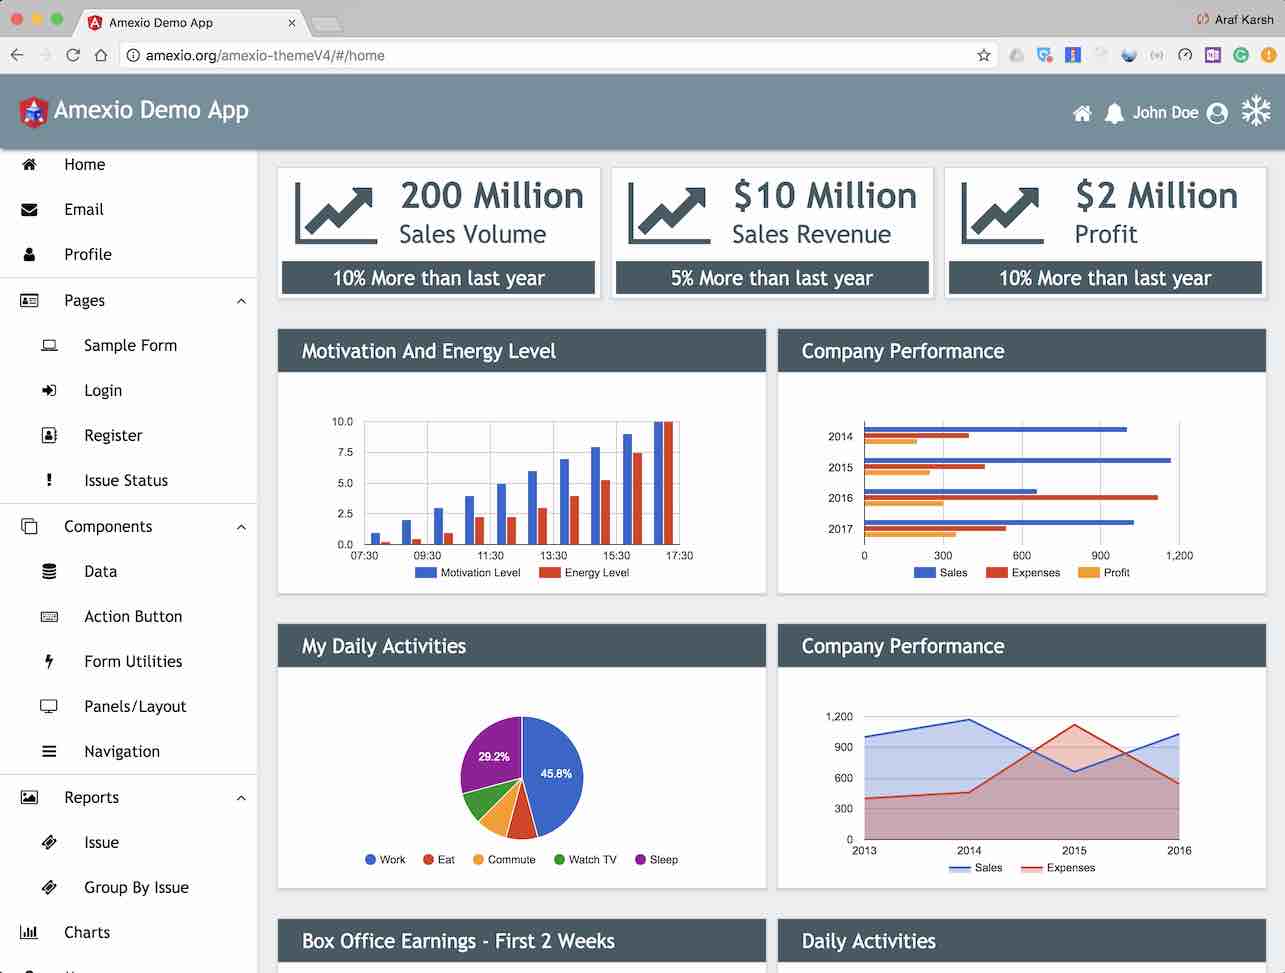 Amexio Demo App
Araf Karsh
amexio.org/amexio-themeV4/#/home
Amexio Demo App
John Doe
Home
Email
Profile
Pages
Sample Form
Login
Register
Issue Status
Components
Data
Action Button
Form Utilities
Panels/Layout
Navigation
Reports
Issue
Group By Issue
Charts
200 Million
Sales Volume
10% More than last year
$10 Million
Sales Revenue
5% More than last year
$2 Million
Profit
10% More than last year
Motivation And Energy Level
10.0
7.5
5.0
2.5
0.0
07:30 09:30 11:30 13:30 15:30 17:30
Motivation Level Energy Level
Company Performance
2014
2015
2016
2017
0 300 600 900 1,200
Sales Expenses Profit
My Daily Activities
29.2%
45.8%
Work Eat Commute Watch TV Sleep
Company Performance
1,200
900
600
300
0
2013 2014 2015 2016
Sales Expenses
Box Office Earnings - First 2 Weeks
Daily Activities